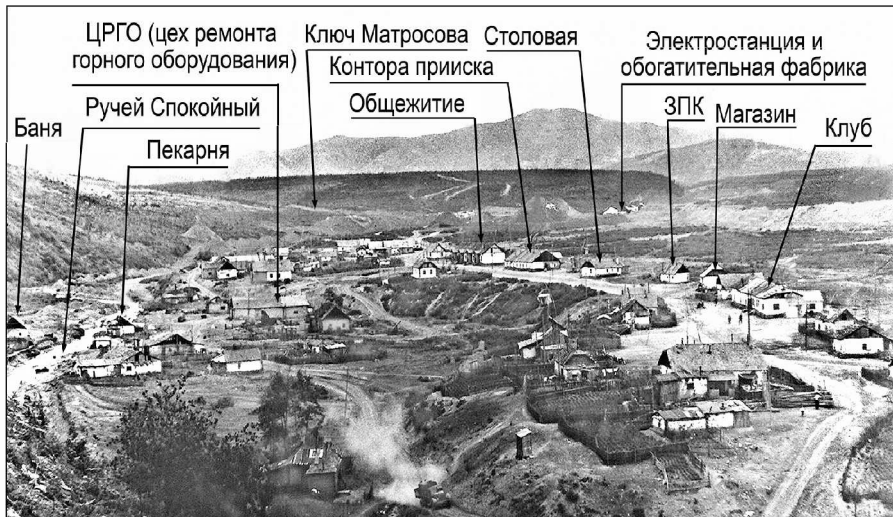 ЦРГО (цех ремонта
горного оборудования)
Ключ Матросова
Столовая
Электростанция и
обогатительная фабрика
Контора прииска
Ручей Спокойный
Общежитие
ЗПК
Магазин
Баня
Клуб
Пекарня